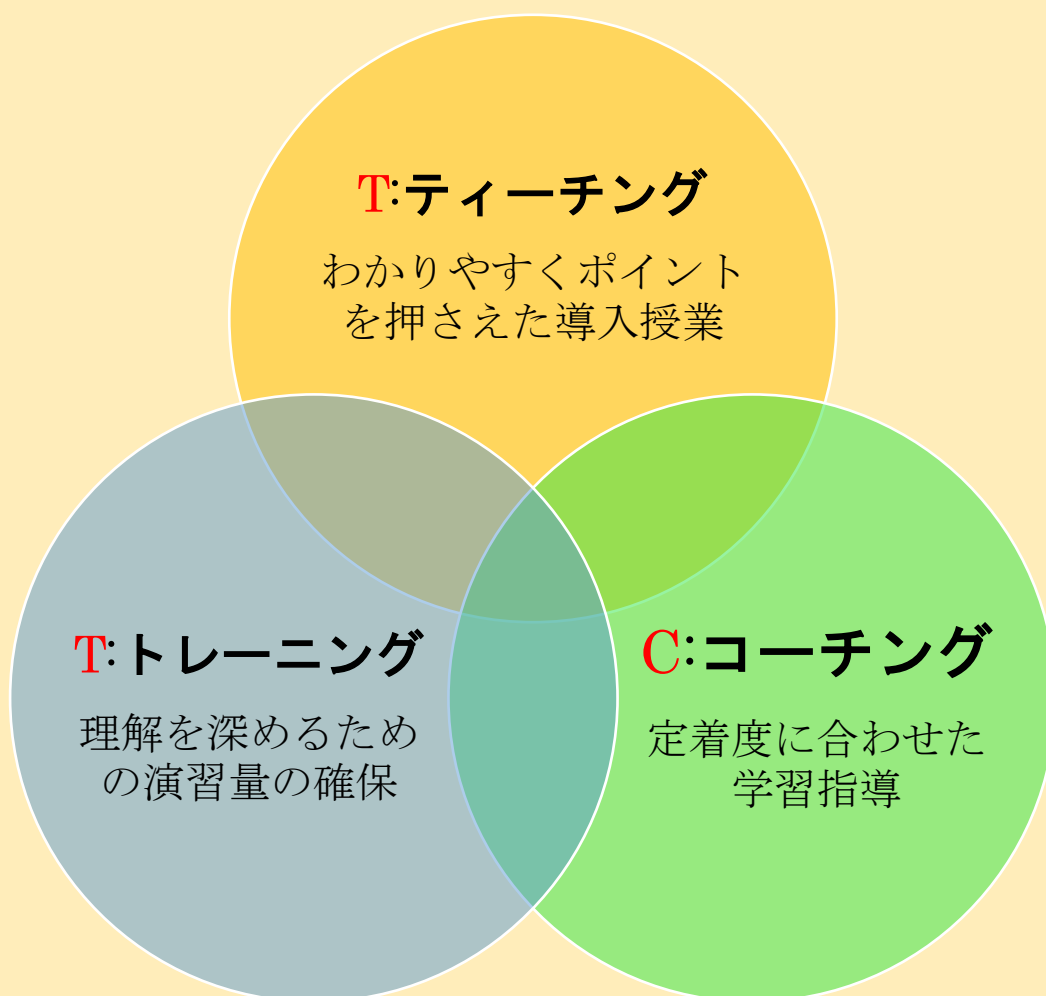 T:ティーチング
わかりやすくポイント
を押さえた導入授業
T:トレーニング
理解を深めるため
の演習量の確保
C:コーチング
定着度に合わせた
学習指導